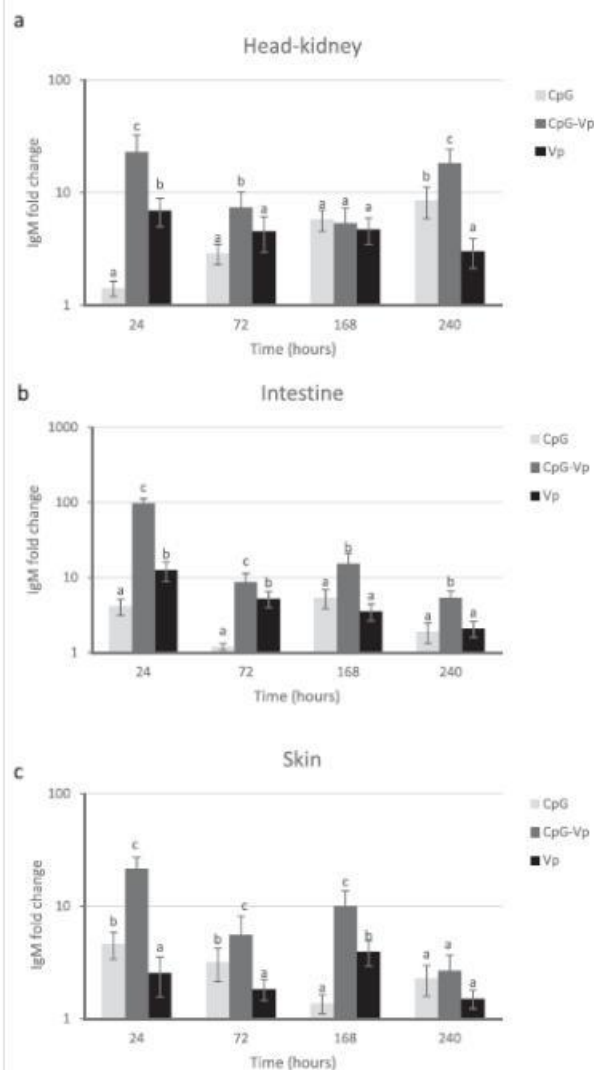 a
Head-kidney
100
10
1
IgM fold change
a c b
a b a
a a a
b c a
24 72 168 240
Time (hours)
CpG
CpG-Vp
Vp
b
Intestine
1000
100
10
1
IgM fold change
a c b
a c b
a b a
a b a
24 72 168 240
Time (hours)
CpG
CpG-Vp
Vp
c
Skin
100
10
1
IgM fold change
b c a
b c a
a c b
a a a
24 72 168 240
Time (hours)
CpG
CpG-Vp
Vp